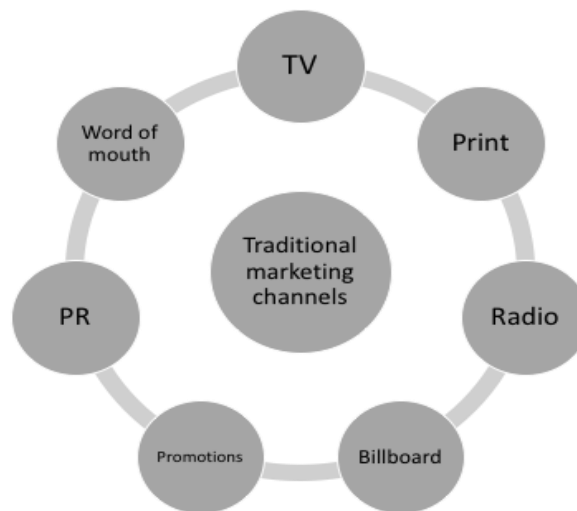 TV
Print
Radio
Billboard
Promotions
PR
Word of
mouth
Traditional
marketing
channels